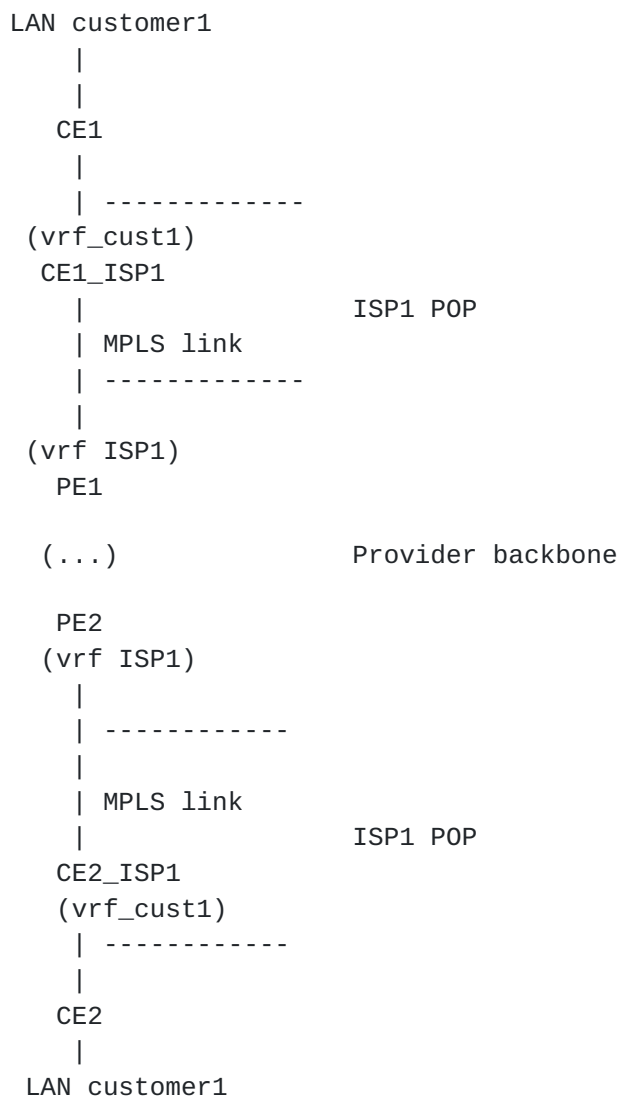 LAN customer1
|
|
CE1
|
| -------------
(vrf_cust1)
CE1_ISP1
| ISP1 POP
| MPLS link
| -------------
|
(vrf ISP1)
PE1
(...) Provider backbone
PE2
(vrf ISP1)
|
| ------------
|
| MPLS link
| ISP1 POP
CE2_ISP1
(vrf_cust1)
| ------------
|
CE2
|
LAN customer1